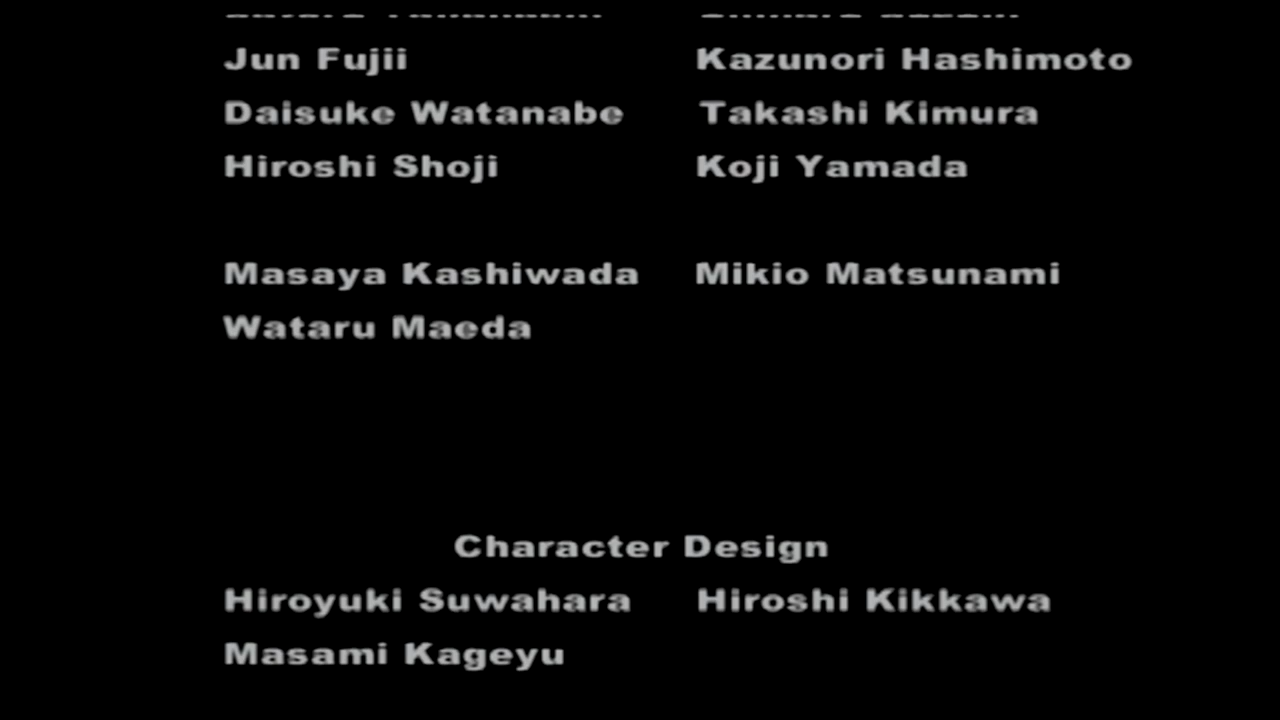 Jun Fujii Kazunori Hashimoto
Daisuke Watanabe Takashi Kimura
Hiroshi Shoji Koji Yamada
Masaya Kashiwada Mikio Matsunami
Wataru Maeda
Character Design
Hiroyuki Suwahara Hiroshi Kikkawa
Masami Kageyu